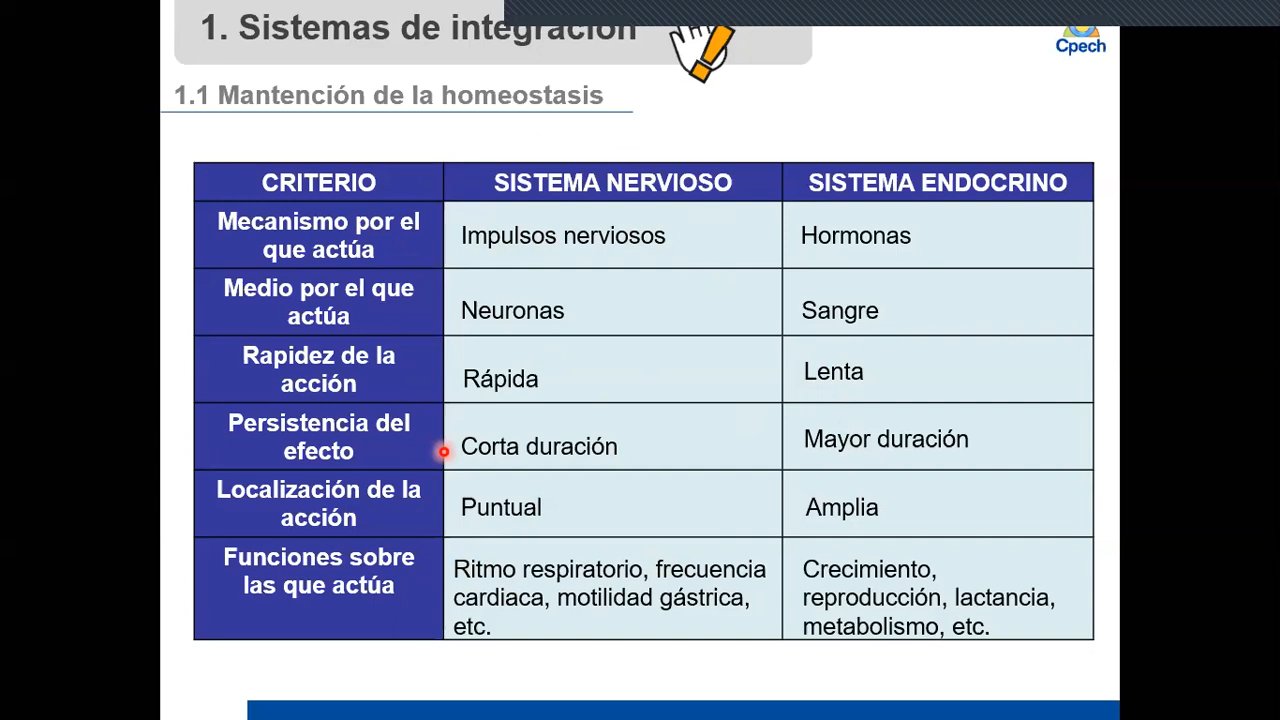 1. Sistemas de integración
Cpech
1.1 Mantención de la homeostasis
CRITERIO
SISTEMA NERVIOSO
SISTEMA ENDOCRINO
Mecanismo por el
que actúa
Impulsos nerviosos
Hormonas
Medio por el que
actúa
Neuronas
Sangre
Rapidez de la
acción
Rápida
Lenta
Persistencia del
efecto
Corta duración
Mayor duración
Localización de la
acción
Puntual
Amplia
Funciones sobre
las que actúa
Ritmo respiratorio, frecuencia
cardiaca, motilidad gástrica,
etc.
Crecimiento,
reproducción, lactancia,
metabolismo, etc.